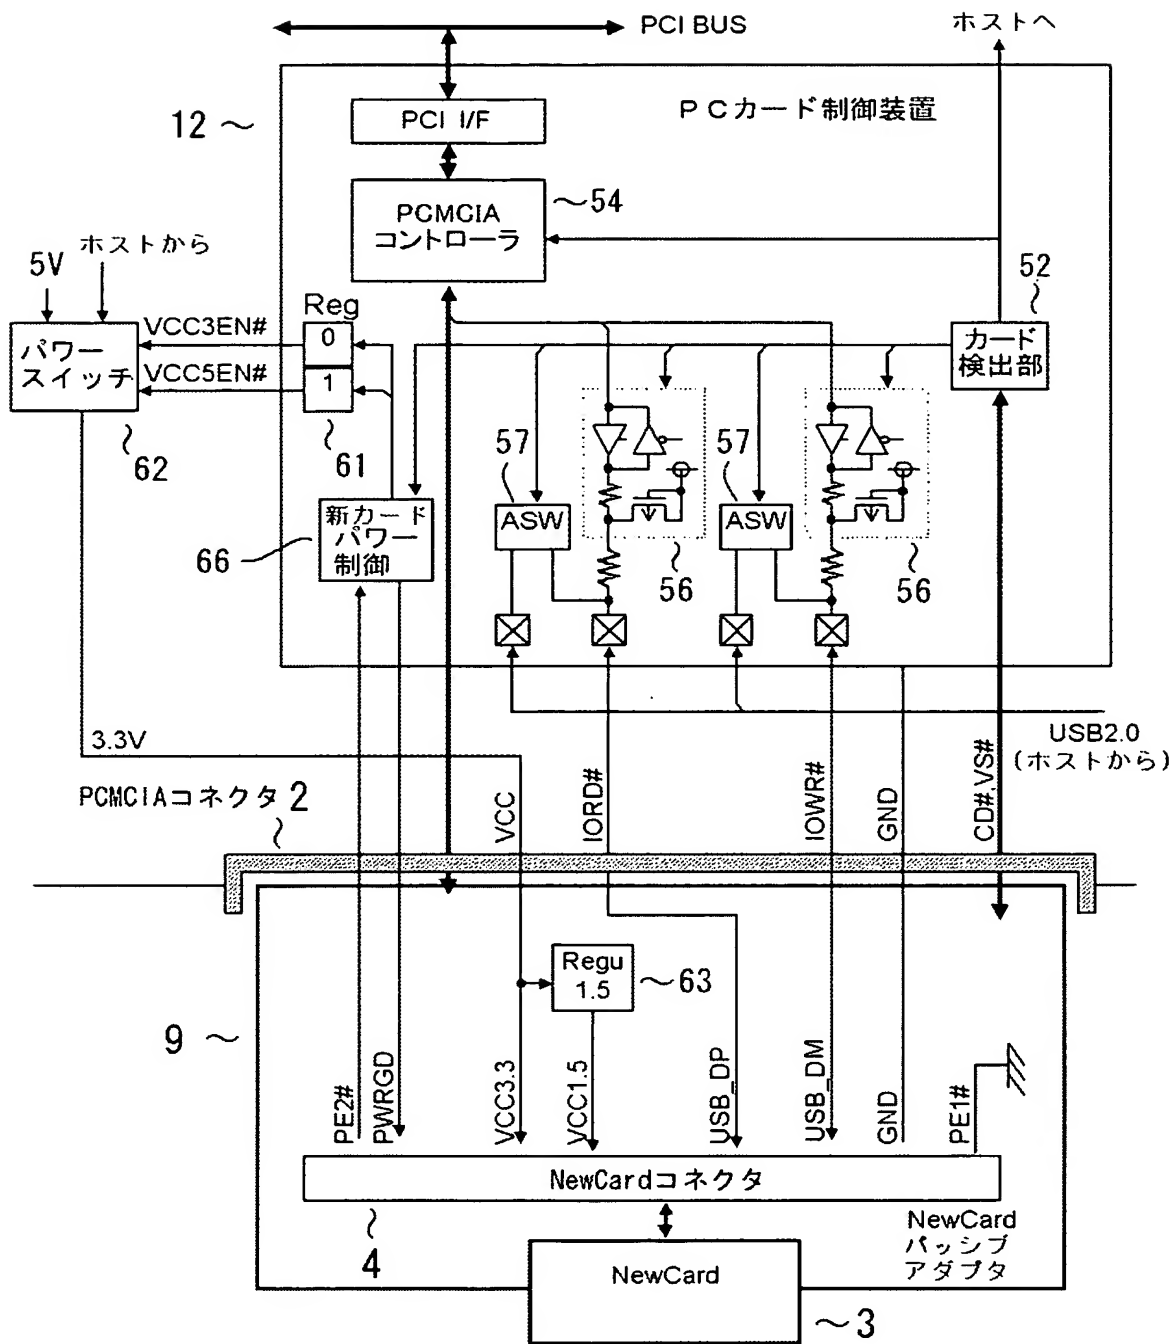 PCI BUS
ホストへ
12
PCI I/F
PCカード制御装置
PCMCIA
コントローラ
54
5V
ホストから
52
Reg
VCC3EN#
0
カード
検出部
パワー
スイッチ
VCC5EN#
1
62
61
57
57
新カード
パワー
制御
ASW
ASW
66
56
56
3.3V
USB2.0
(ホストから)
PCMCIAコネクタ 2
VCC
IORD#
IOWR#
GND
CD#,VS#
Regu
1.5
63
9
PE2#
PWRGD
VCC3.3
VCC1.5
USB_DP
USB_DM
GND
PE1#
NewCardコネクタ
4
NewCard
パッシブ
アダプタ
NewCard
3